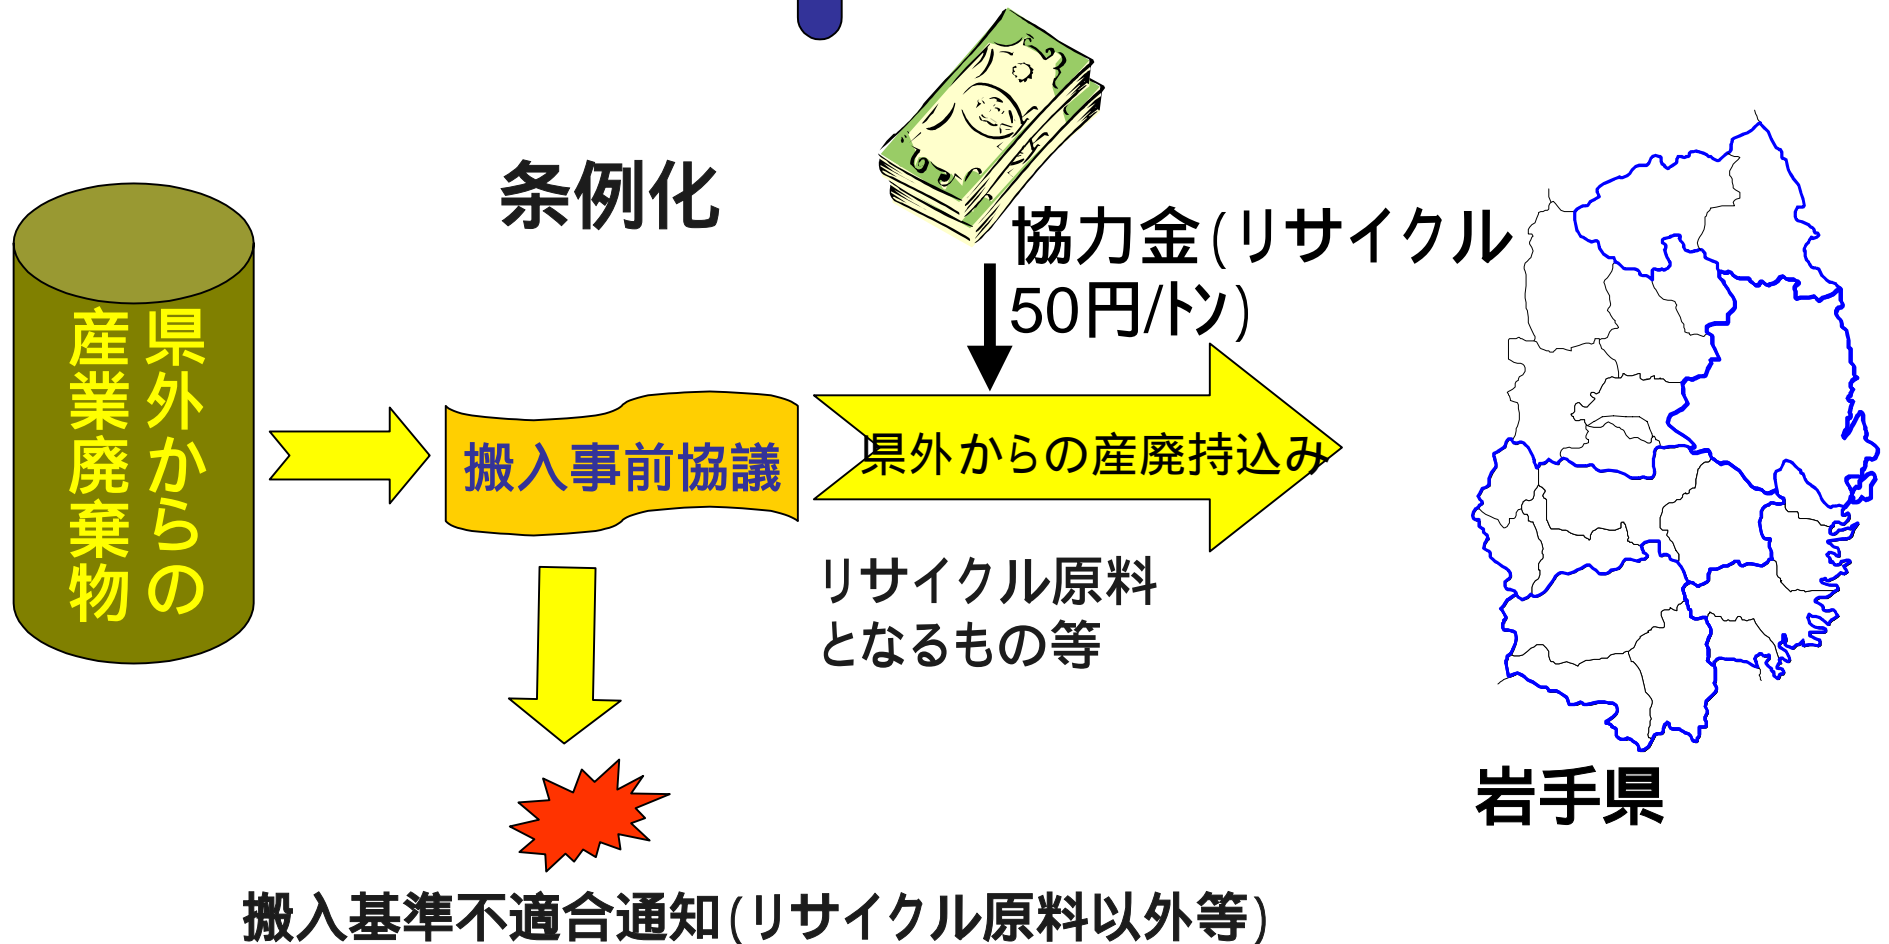 条例化
協力金(リサイクル
50円/トン)
県外からの
産業廃棄物
搬入事前協議
県外からの産廃持込み
リサイクル原料
となるもの等
岩手県
搬入基準不適合通知(リサイクル原料以外等)